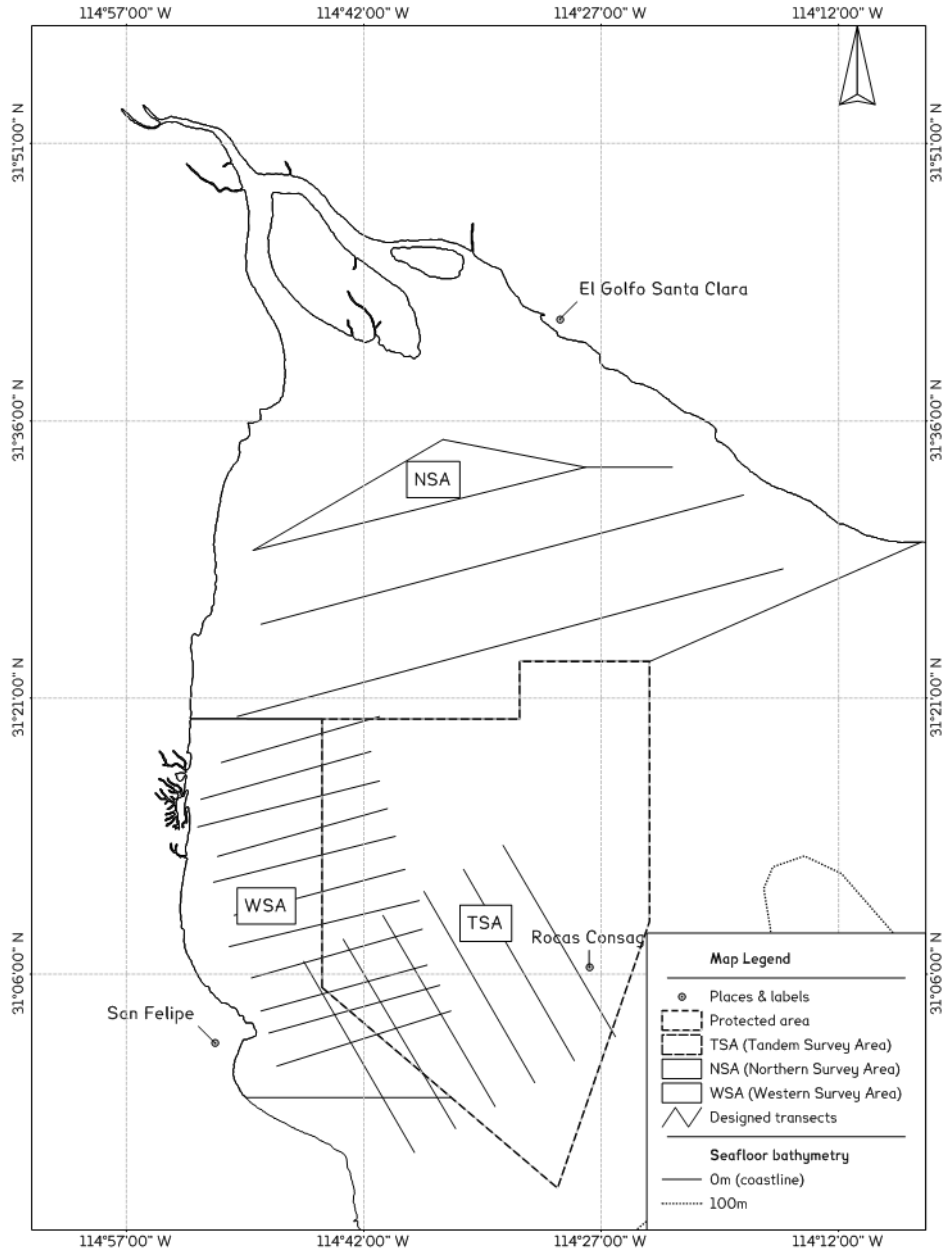 114°57'00" W 114°42'00" W 114°27'00" W 114°12'00" W
31°51'00" N 31°51'00" N
El Golfo Santa Clara
31°36'00" N 31°36'00" N
NSA
31°21'00" N 31°21'00" N
WSA
TSA
Rocas Consag
31°06'00" N 31°06'00" N
San Felipe
Map Legend
Places & labels
Protected area
TSA (Tandem Survey Area)
NSA (Northern Survey Area)
WSA (Western Survey Area)
Designed transects
Seafloor bathymetry
0m (coastline)
100m
114°57'00" W 114°42'00" W 114°27'00" W 114°12'00" W